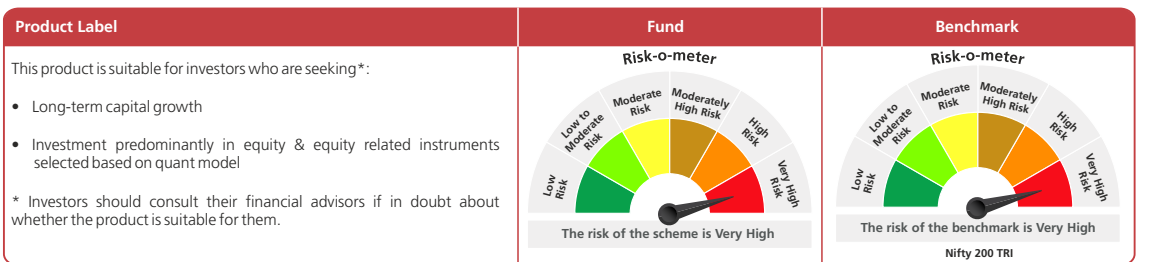 Product Label
Fund
Benchmark
This product is suitable for investors who are seeking*:
• Long-term capital growth
• Investment predominantly in equity & equity related instruments
selected based on quant model
* Investors should consult their financial advisors if in doubt about
whether the product is suitable for them.
Risk-o-meter
Low
Risk
Low to
Moderate
Risk
Moderate
Risk
Moderately
High Risk
High
Risk
Very High
Risk
The risk of the scheme is Very High
Risk-o-meter
Low
Risk
Low to
Moderate
Risk
Moderate
Risk
Moderately
High Risk
High
Risk
Very High
Risk
The risk of the benchmark is Very High
Nifty 200 TRI